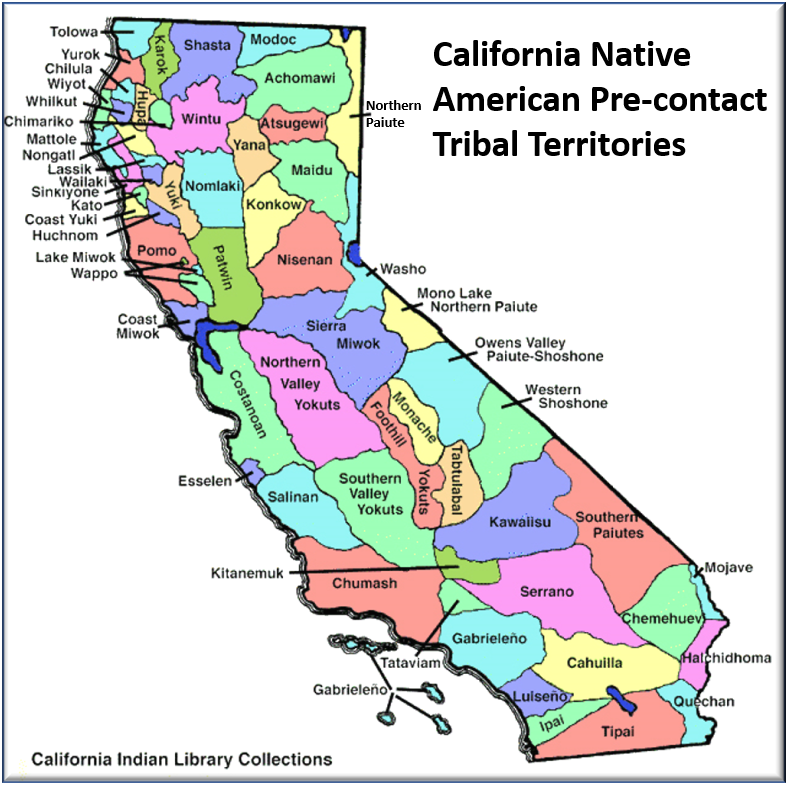 California Native
American Pre-contact
Tribal Territories
Tolowa
Yurok
Chilula
Wiyot
Whilkut
Chimariko
Mattole
Nongatl
Lassik
Wailaki
Sinkiyone
Kato
Coast Yuki
Huchnom
Lake Miwok
Wappo
Coast
Miwok
Karok
Shasta
Modoc
Achomawi
Northern
Paiute
Hupa
Wintu
Atsugewi
Yana
Maidu
Nomlaki
Yuki
Konkow
Pomo
Patwin
Nisenan
Washo
Mono Lake
Northern Paiute
Sierra
Miwok
Owens Valley
Paiute-Shoshone
Northern
Valley
Yokuts
Costanoan
Western
Shoshone
Foothill
Yokuts
Monache
Tabtulabal
Esselen
Salinan
Southern
Valley
Yokuts
Kawaiisu
Southern
Paiutes
Kitanemuk
Chumash
Serrano
Mojave
Chemehuevi
Tataviam
Gabrieleño
Gabrieleño
Cahuilla
Halchidhoma
Luiseño
Quechan
Ipai
Tipai
California Indian Library Collections